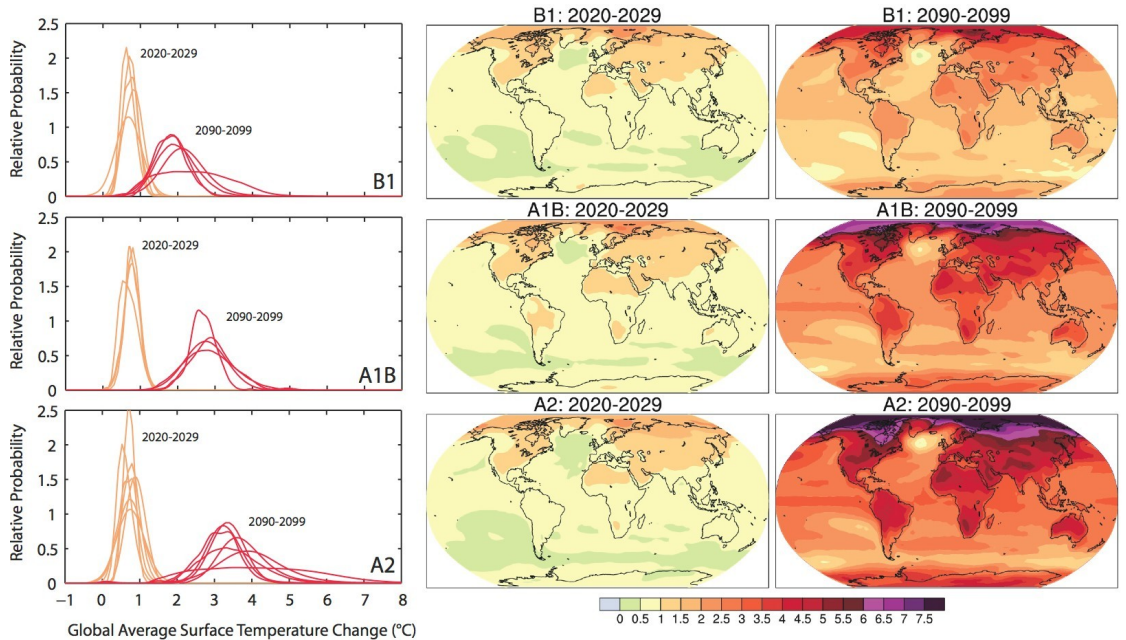 B1: 2020-2029
B1: 2090-2099
2.5
2
1.5
1
0.5
0
Relative Probability
2020-2029
2090-2099
B1
A1B: 2020-2029
A1B: 2090-2099
2.5
2
1.5
1
0.5
0
Relative Probability
2020-2029
2090-2099
A1B
A2: 2020-2029
A2: 2090-2099
2.5
2
1.5
1
0.5
0
Relative Probability
2020-2029
2090-2099
A2
−1 0 1 2 3 4 5 6 7 8
Global Average Surface Temperature Change (°C)
0 0.5 1 1.5 2 2.5 3 3.5 4 4.5 5 5.5 6 6.5 7 7.5